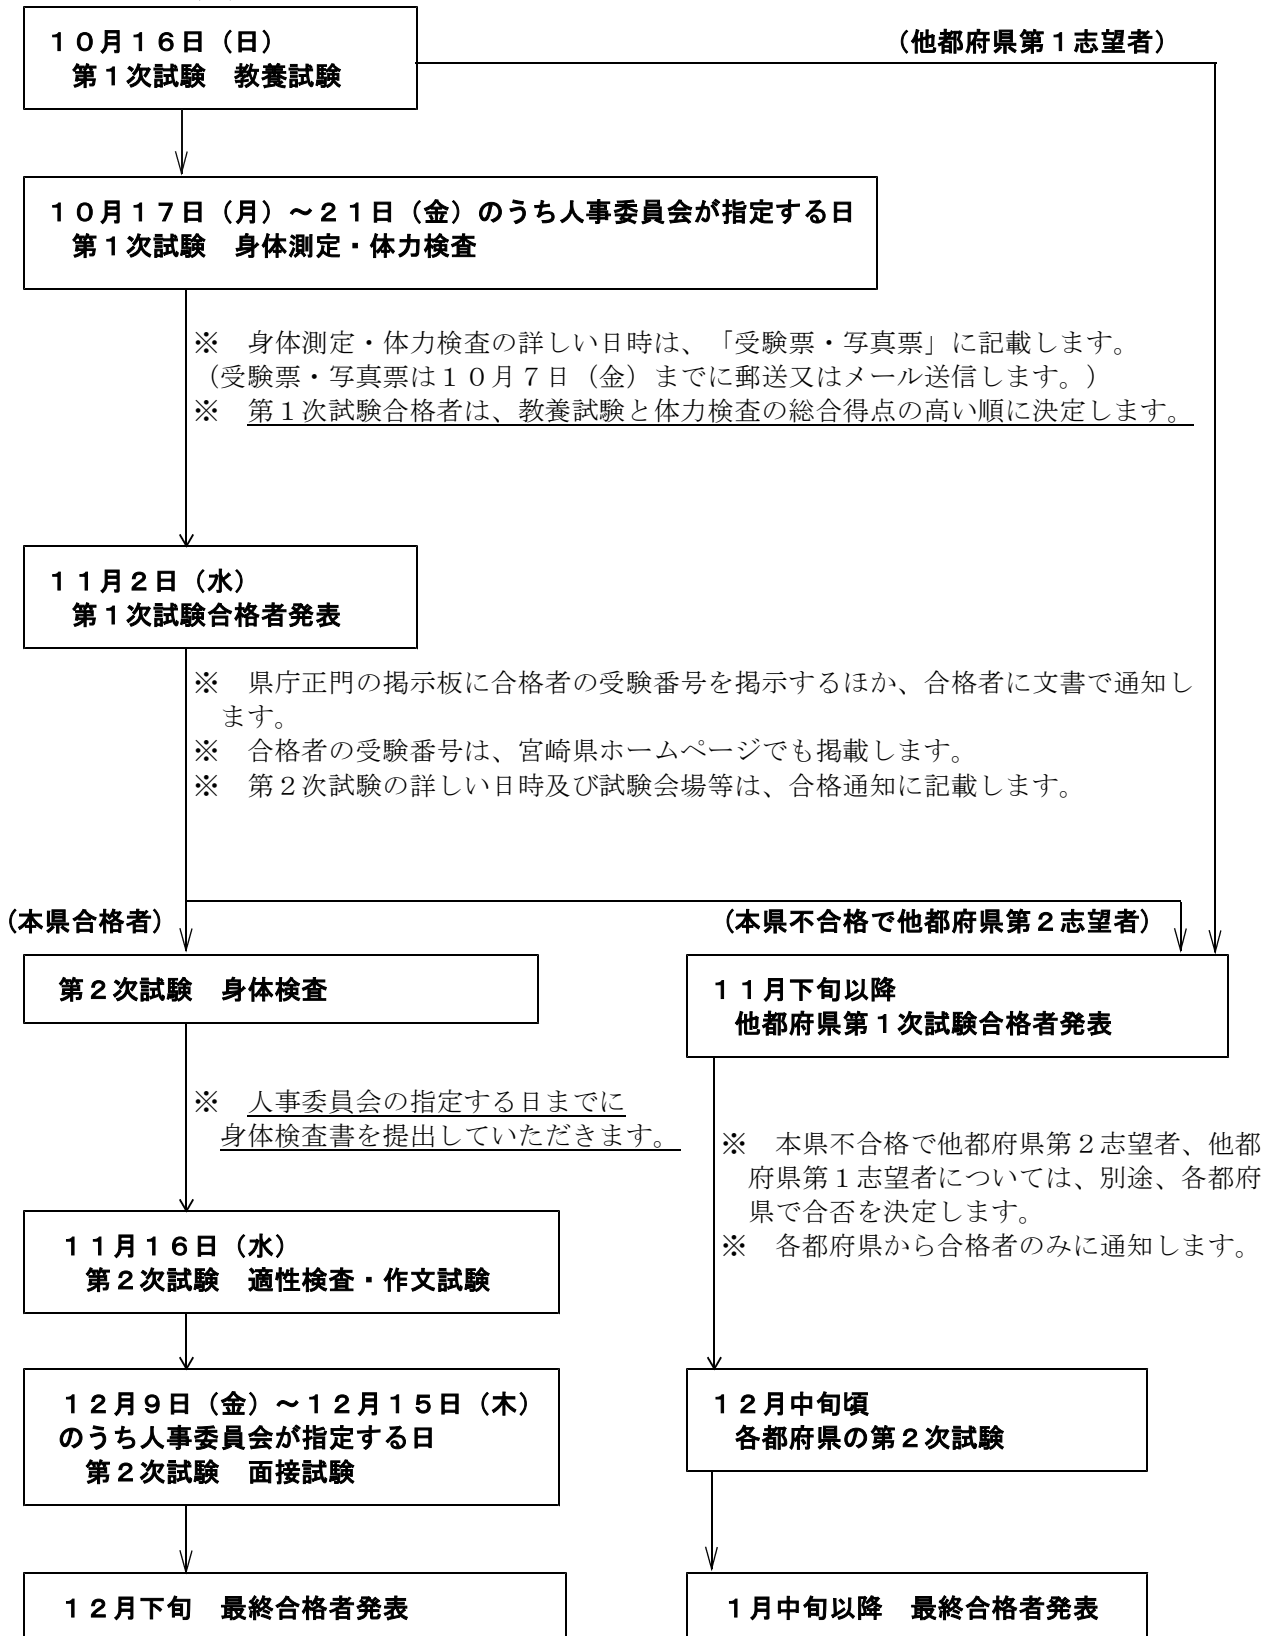 １０月１６日（日）
（他都府県第１志望者）
第１次試験　教養試験
１０月１７日（月）～２１日（金）のうち人事委員会が指定する日
第１次試験　身体測定・体力検査
※　身体測定・体力検査の詳しい日時は、「受験票・写真票」に記載します。
（受験票・写真票は１０月７日（金）までに郵送又はメール送信します。）
※　第１次試験合格者は、教養試験と体力検査の総合得点の高い順に決定します。
１１月２日（水）
第１次試験合格者発表
※　県庁正門の掲示板に合格者の受験番号を掲示するほか、合格者に文書で通知し
ます。
※　合格者の受験番号は、宮崎県ホームページでも掲載します。
※　第２次試験の詳しい日時及び試験会場等は、合格通知に記載します。
（本県合格者）
（本県不合格で他都府県第２志望者）
第２次試験　身体検査
※　人事委員会の指定する日までに
身体検査書を提出していただきます。
１１月１６日（水）
第２次試験　適性検査・作文試験
１２月９日（金）～１２月１５日（木）
のうち人事委員会が指定する日
第２次試験　面接試験
１２月下旬　最終合格者発表
１１月下旬以降
他都府県第１次試験合格者発表
※　本県不合格で他都府県第２志望者、他都
府県第１志望者については、別途、各都府
県で合否を決定します。
※　各都府県から合格者のみに通知します。
１２月中旬頃
各都府県の第２次試験
１月中旬以降　最終合格者発表